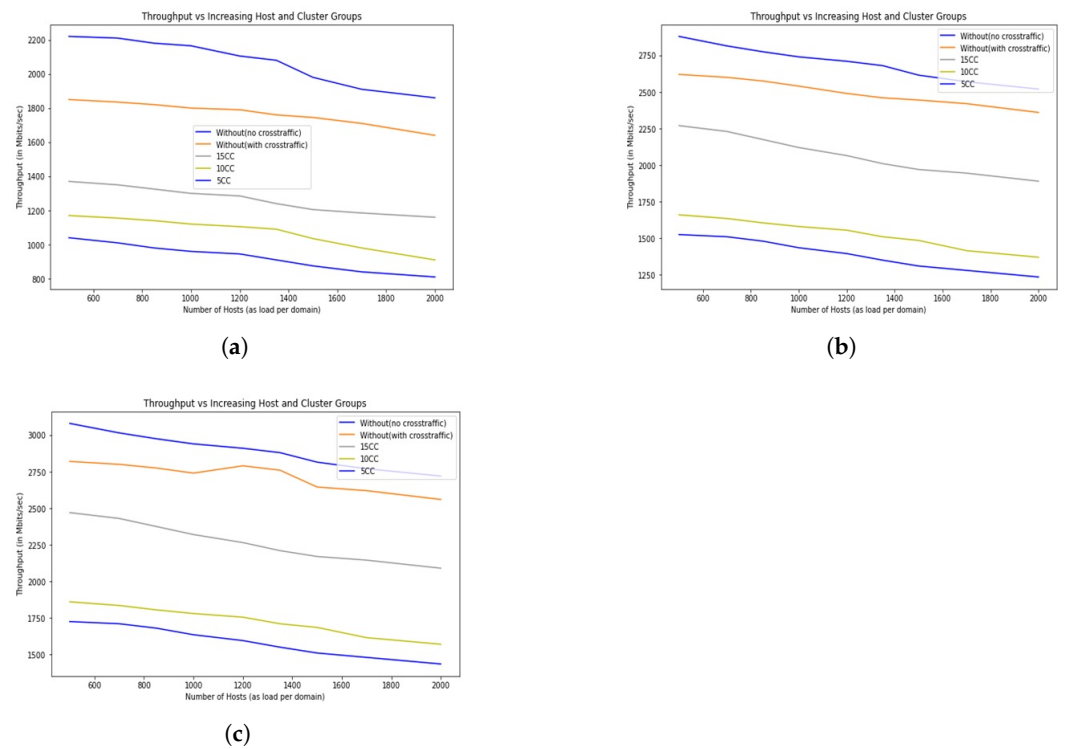 Throughput vs Increasing Host and Cluster Groups
Throughput (in Mbits/sec)
2200
2000
1800
1600
1400
1200
1000
800
Without(no crosstraffic)
Without(with crosstraffic)
15CC
10CC
5CC
600 800 1000 1200 1400 1600 1800 2000
Number of Hosts (as load per domain)
(a)
Throughput vs Increasing Host and Cluster Groups
Throughput (in Mbits/sec)
2750
2500
2250
2000
1750
1500
1250
Without(no crosstraffic)
Without(with crosstraffic)
15CC
10CC
5CC
600 800 1000 1200 1400 1600 1800 2000
Number of Hosts (as load per domain)
(b)
Throughput vs Increasing Host and Cluster Groups
Throughput (in Mbits/sec)
3000
2750
2500
2250
2000
1750
1500
Without(no crosstraffic)
Without(with crosstraffic)
15CC
10CC
5CC
600 800 1000 1200 1400 1600 1800 2000
Number of Hosts (as load per domain)
(c)